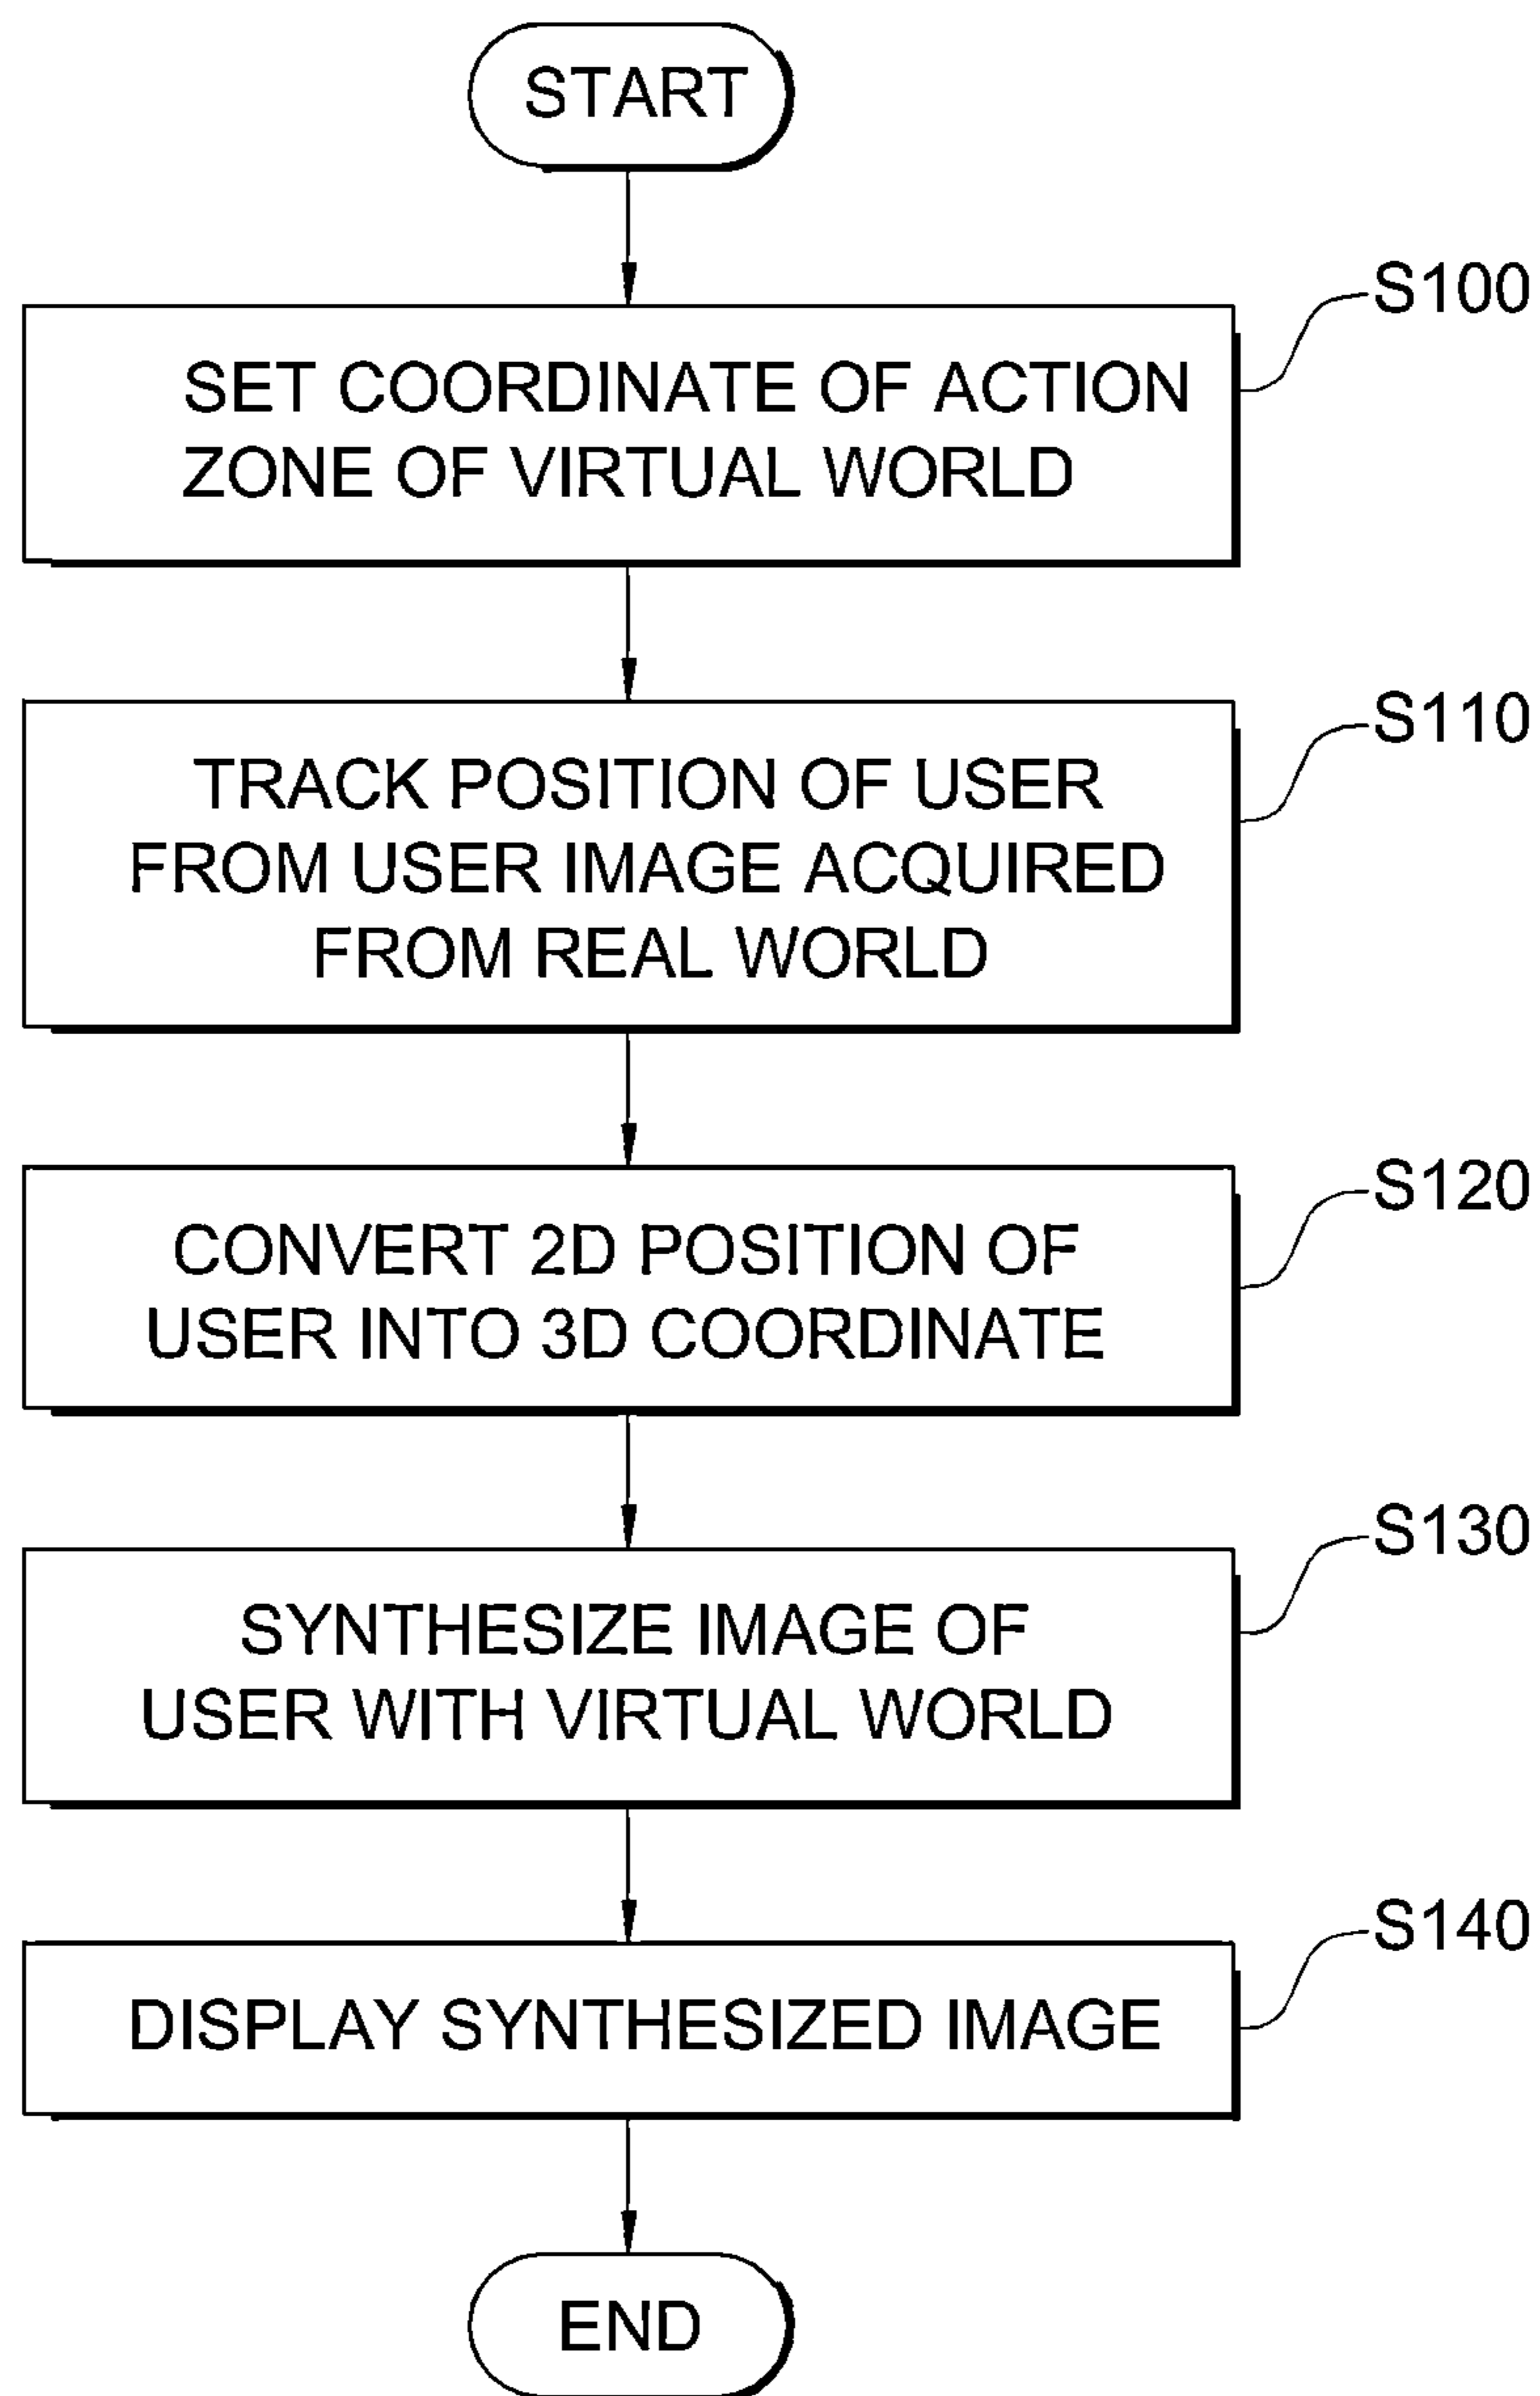 START
S100
SET COORDINATE OF ACTION
ZONE OF VIRTUAL WORLD
S110
TRACK POSITION OF USER
FROM USER IMAGE ACQUIRED
FROM REAL WORLD
S120
CONVERT 2D POSITION OF
USER INTO 3D COORDINATE
S130
SYNTHESIZE IMAGE OF
USER WITH VIRTUAL WORLD
S140
DISPLAY SYNTHESIZED IMAGE
END